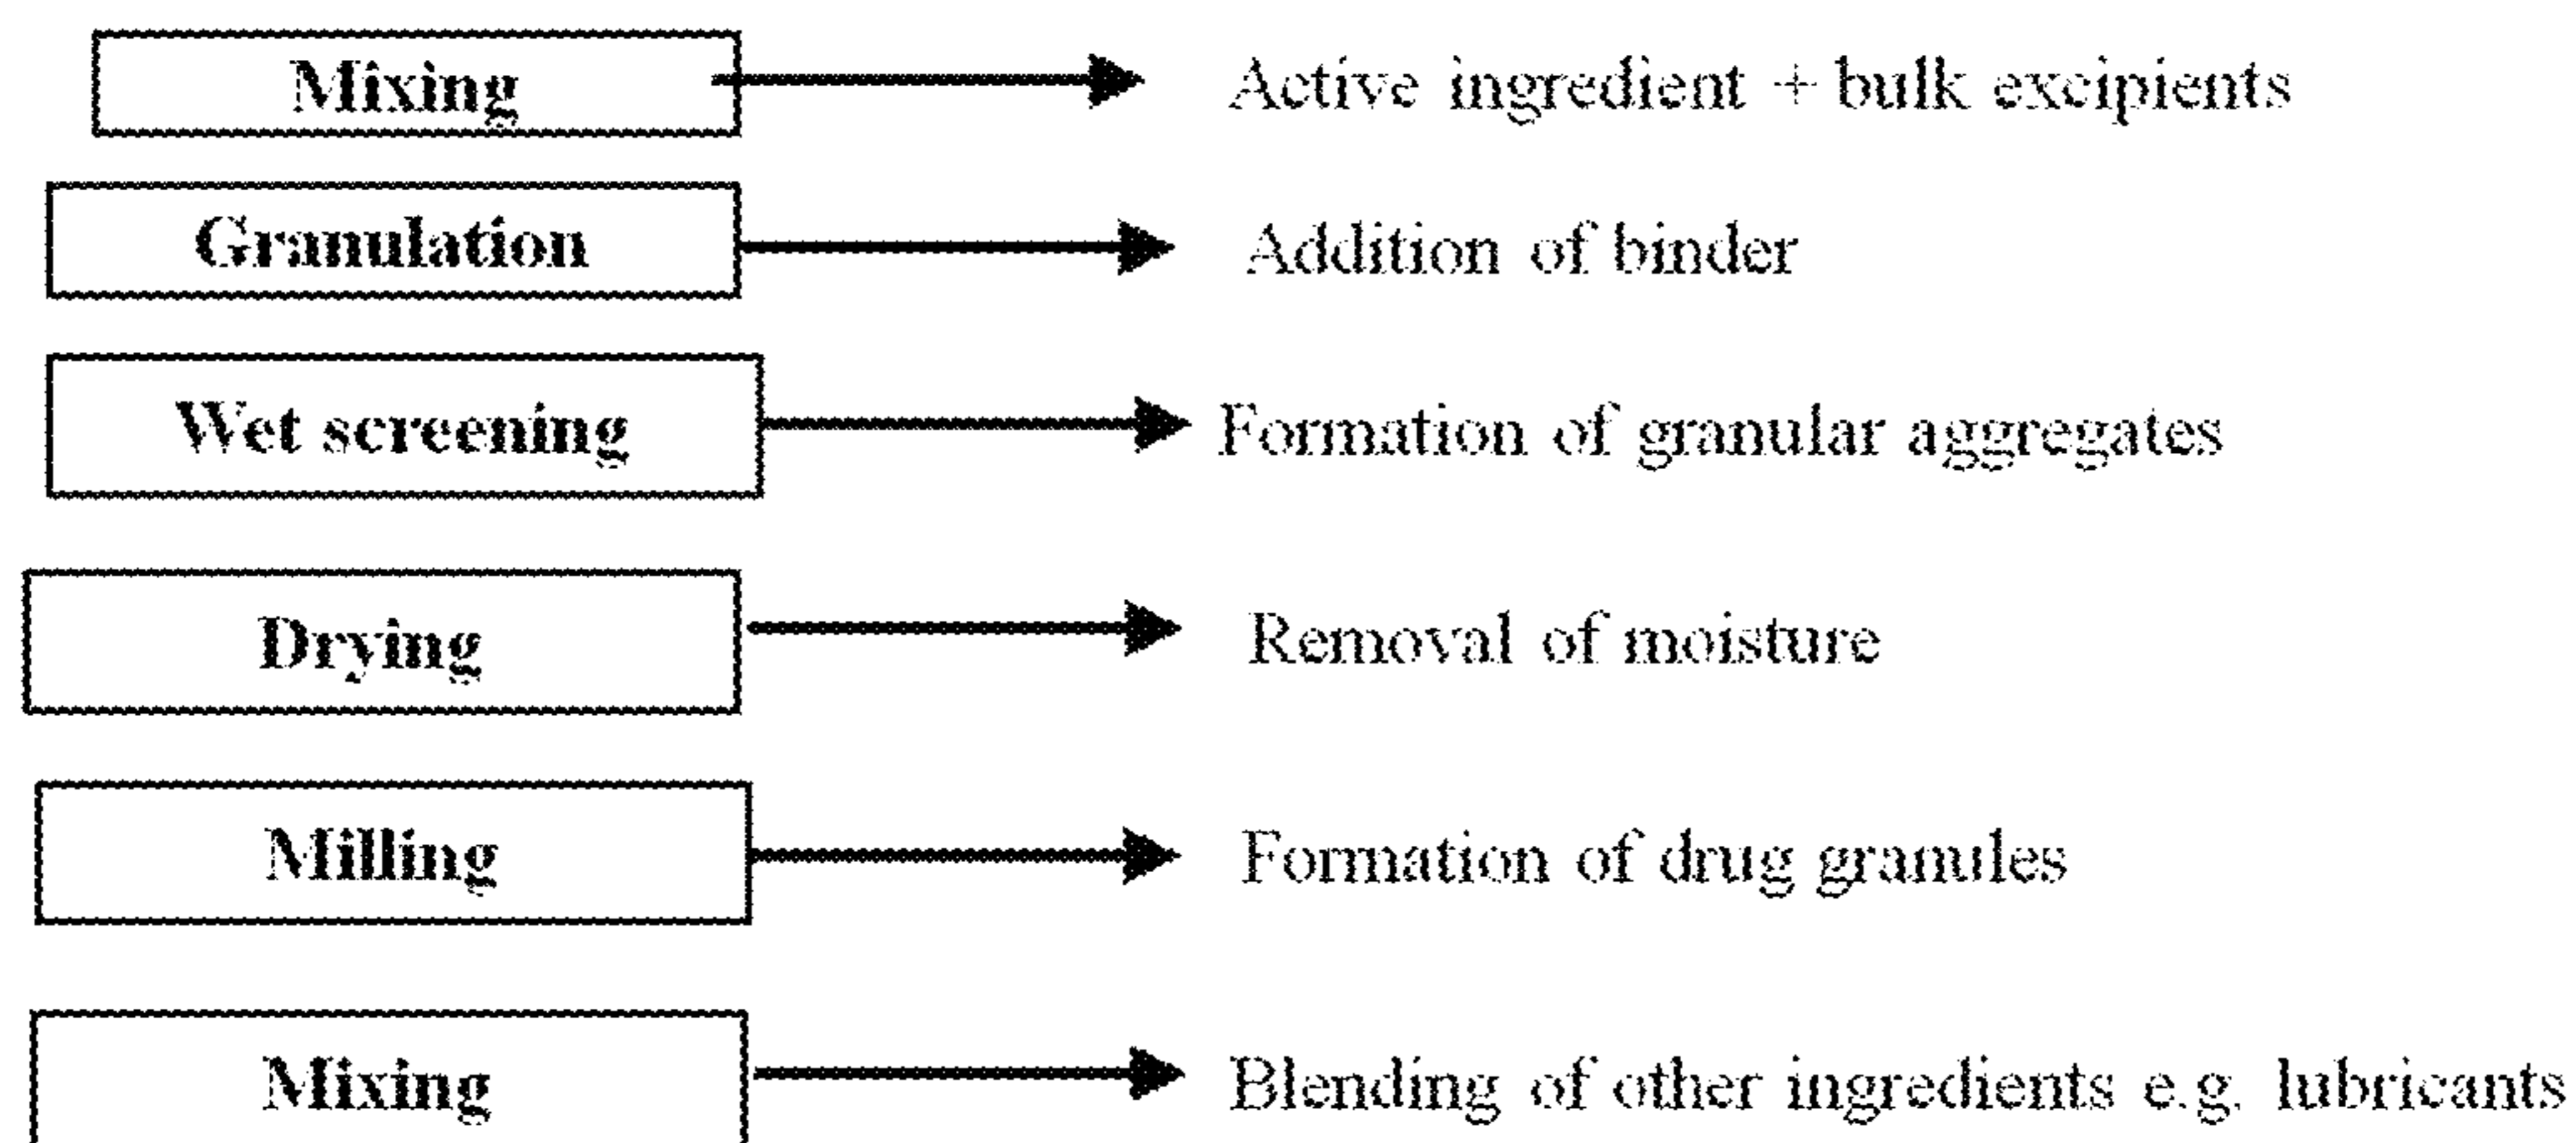 Mixing Active ingredient + bulk excipients
Granulation Addition of binder
Wet screening Formation of granular aggregates
Drying Removal of moisture
Milling Formation of drug granules
Mixing Blending of other ingredients e.g. lubricants